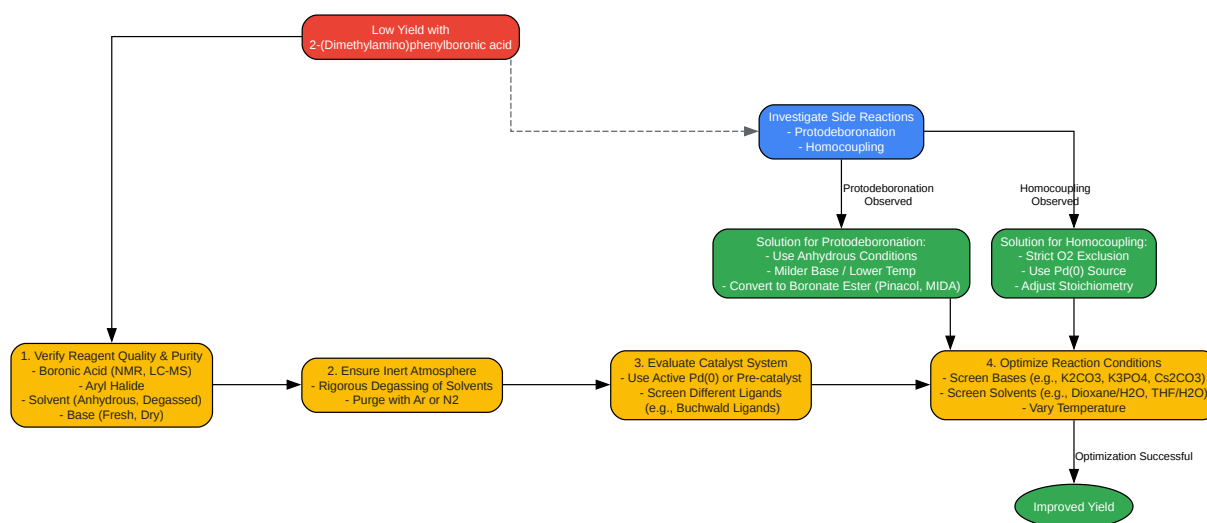 Low Yield with
2-(Dimethylamino)phenylboronic acid
Investigate Side Reactions
- Protodeboronation
- Homocoupling
Protodeboronation
Observed
Homocoupling
Observed
Solution for Protodeboronation:
- Use Anhydrous Conditions
- Milder Base / Lower Temp
- Convert to Boronate Ester (Pinacol, MIDA)
Solution for Homocoupling:
- Strict O2 Exclusion
- Use Pd(0) Source
- Adjust Stoichiometry
1. Verify Reagent Quality & Purity
- Boronic Acid (NMR, LC-MS)
- Aryl Halide
- Solvent (Anhydrous, Degassed)
- Base (Fresh, Dry)
2. Ensure Inert Atmosphere
- Rigorous Degassing of Solvents
- Purge with Ar or N2
3. Evaluate Catalyst System
- Use Active Pd(0) or Pre-catalyst
- Screen Different Ligands
(e.g., Buchwald Ligands)
4. Optimize Reaction Conditions
- Screen Bases (e.g., K2CO3, K3PO4, Cs2CO3)
- Screen Solvents (e.g., Dioxane/H2O, THF/H2O)
- Vary Temperature
Optimization Successful
Improved Yield